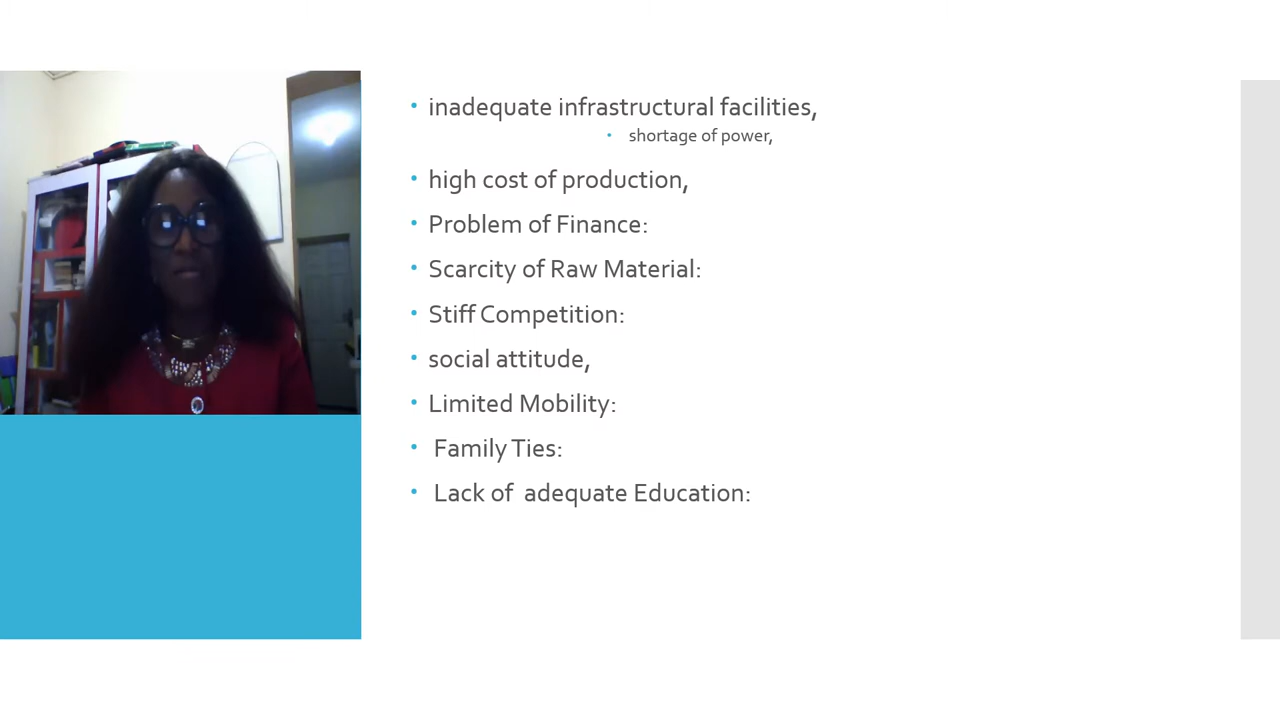 inadequate infrastructural facilities,
shortage of power,
high cost of production,
Problem of Finance:
Scarcity of Raw Material:
Stiff Competition:
social attitude,
Limited Mobility:
Family Ties:
Lack of adequate Education: